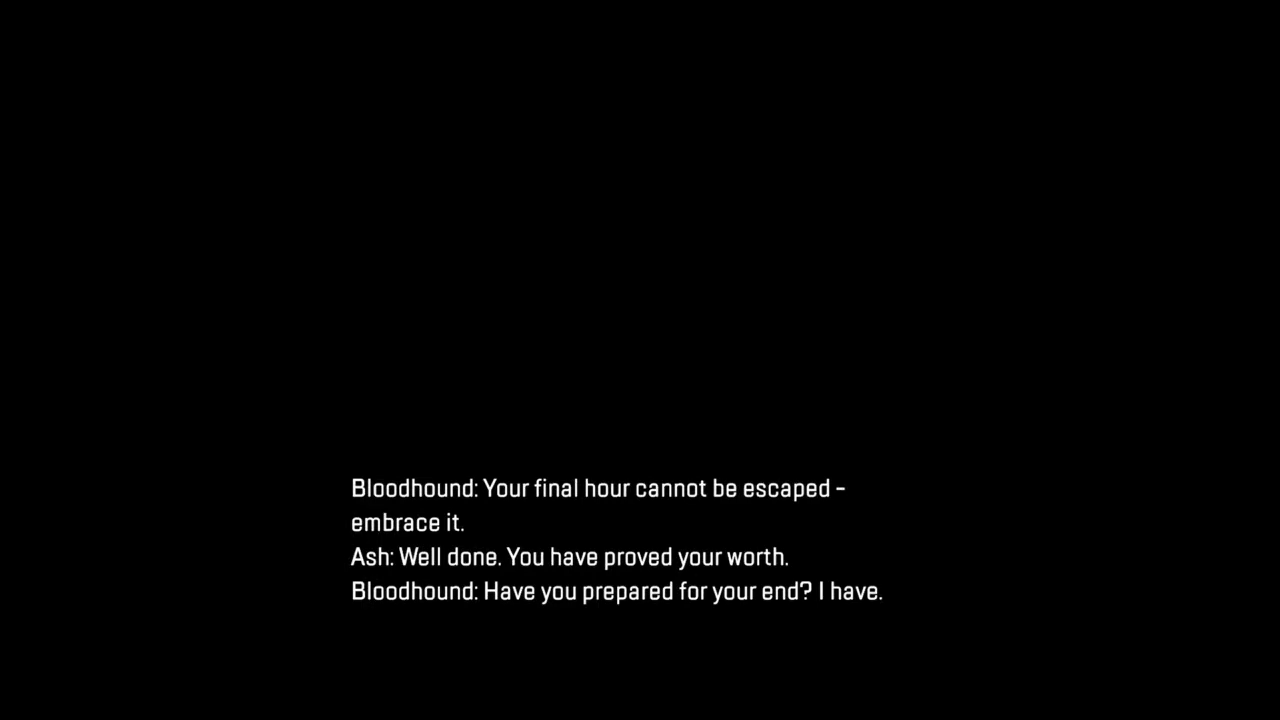 Bloodhound: Your final hour cannot be escaped -
embrace it.
Ash: Well done. You have proved your worth.
Bloodhound: Have you prepared for your end? I have.